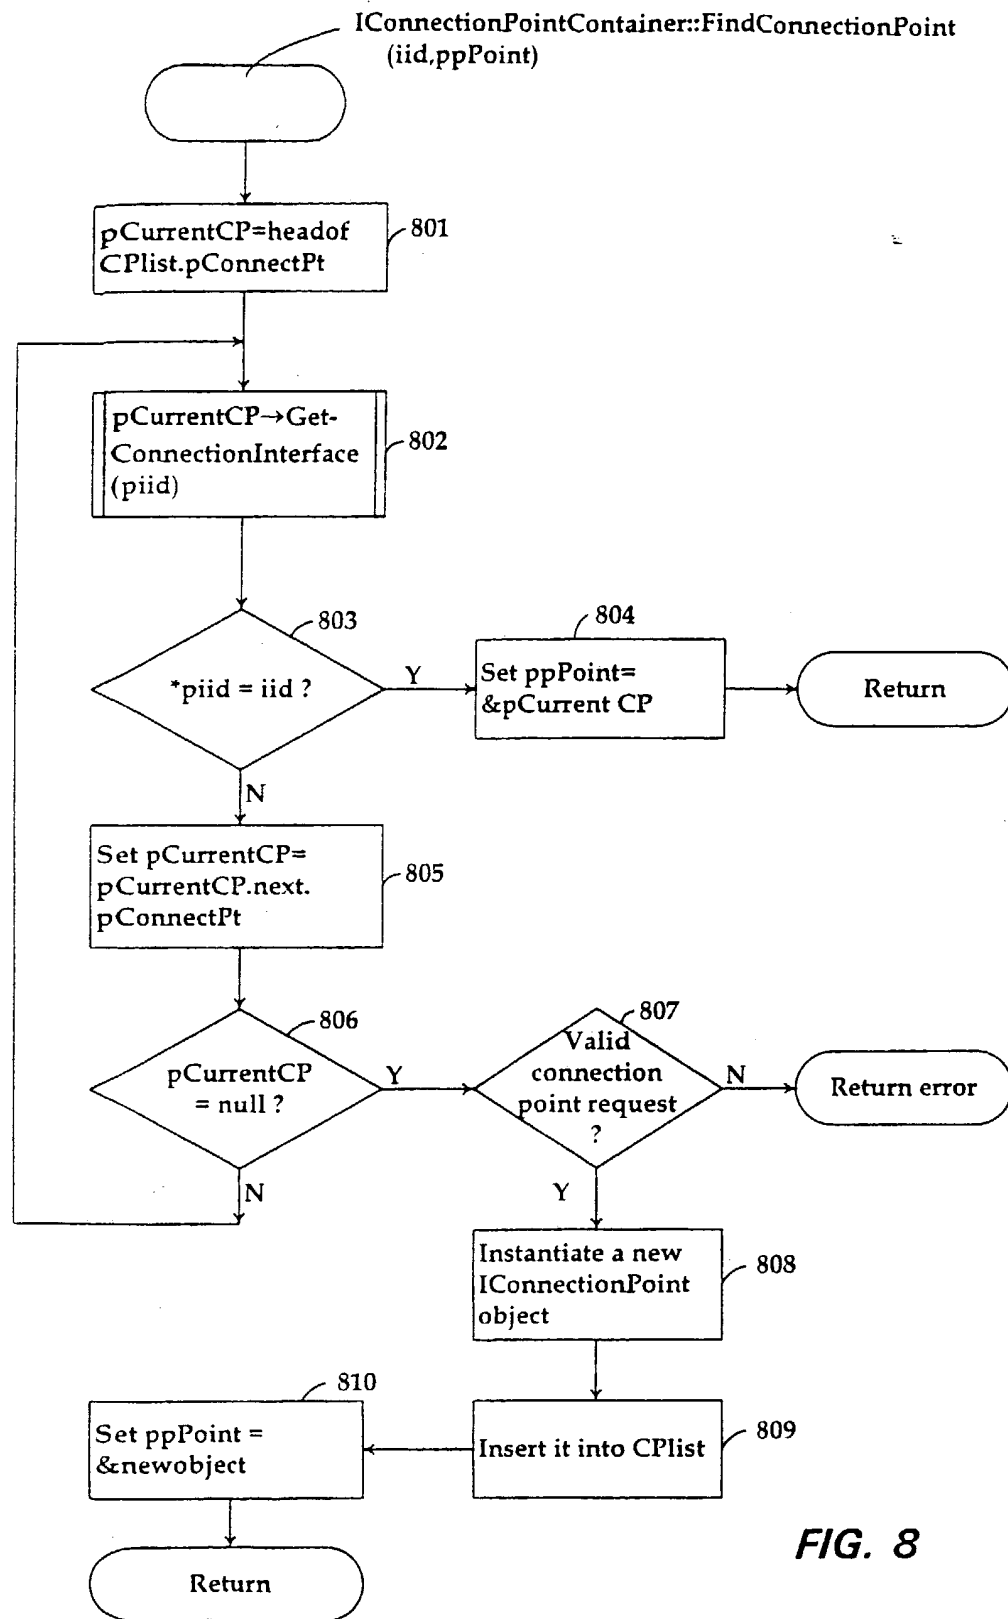 IConnectionPointContainer::FindConnectionPoint
(iid,ppPoint)
pCurrentCP=headof
CPlist.pConnectPt
801
pCurrentCP→Get-
ConnectionInterface
(piid)
802
803
*piid = iid ?
Y
804
Set ppPoint=
&pCurrent CP
Return
N
Set pCurrentCP=
pCurrentCP.next.
pConnectPt
805
806
pCurrentCP
= null ?
Y
807
Valid
connection
point request
?
N
Return error
N
Y
Instantiate a new
IConnectionPoint
object
808
Insert it into CPlist
809
810
Set ppPoint =
&newobject
Return
FIG. 8